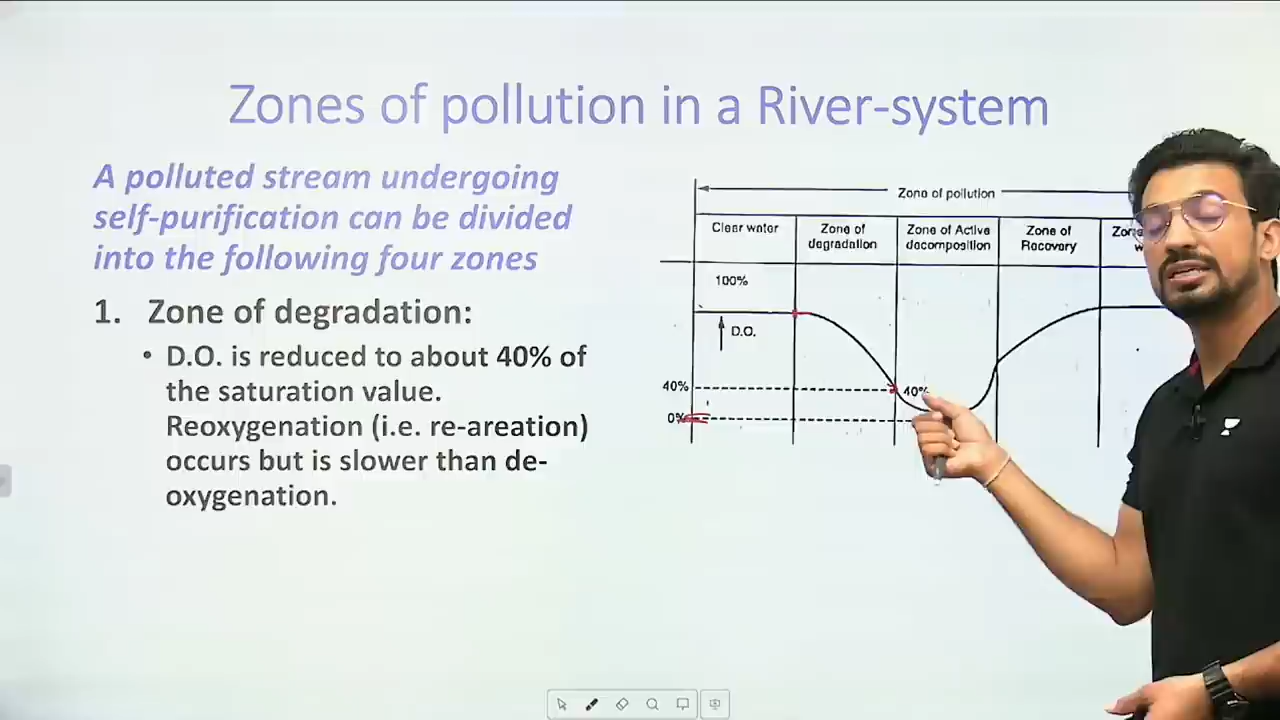 Zones of pollution in a River-system
A polluted stream undergoing
self-purification can be divided
into the following four zones
1. Zone of degradation:
• D.O. is reduced to about 40% of
the saturation value.
Reoxygenation (i.e. re-areation)
occurs but is slower than de-
oxygenation.
Zone of pollution
Clear water
Zone of
degradation
Zone of Active
decomposition
Zone of
Recovery
100%
D.O.
40%
40%
0%